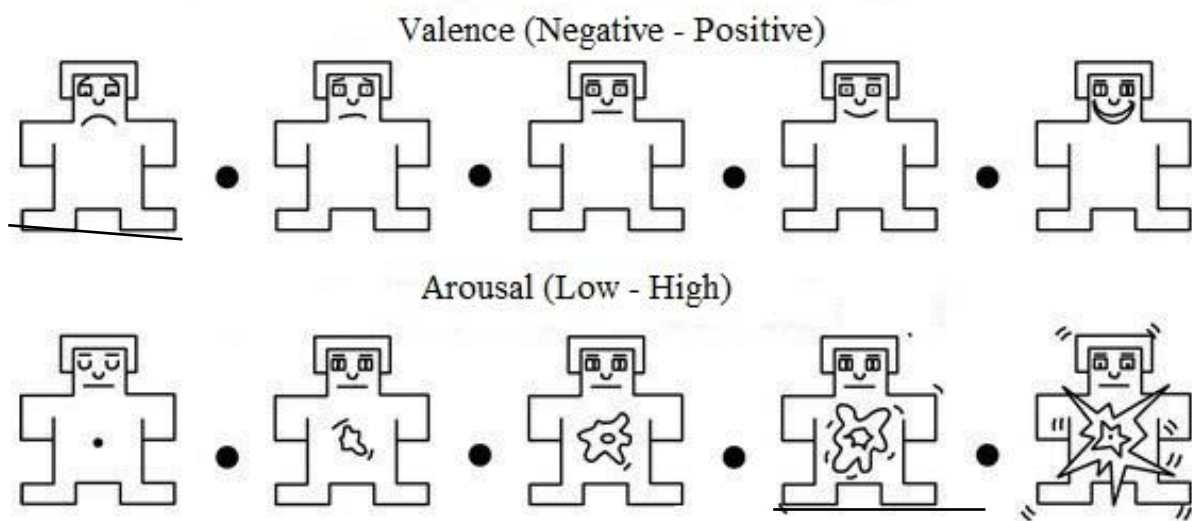 Valence (Negative - Positive)
Arousal (Low - High)